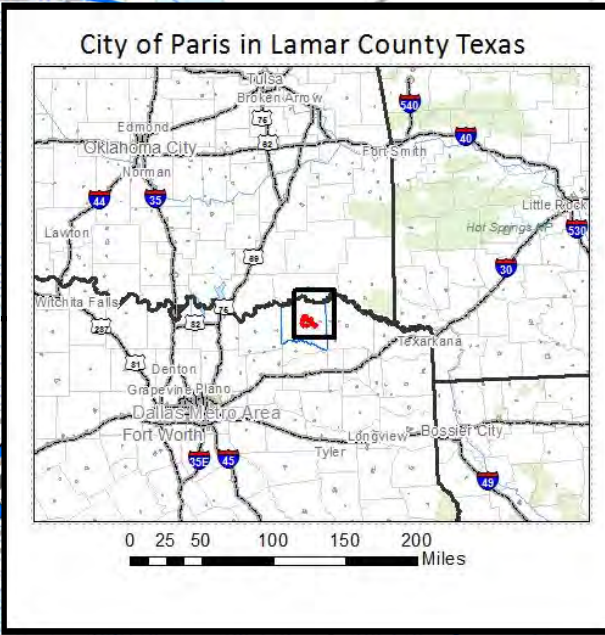 City of Paris in Lamar County Texas
Tulsa
Broken Arrow
75
540
Edmond
62
40
Oklahoma City
Fort Smith
Norman
44
35
Little Rock
Lawton
Hot Springs NP
530
69
30
Witchita Falls
75
287
82
Texarkana
81
Denton
Grapevine Plano
Dallas Metro Area
Fort Worth
Longview
Bossier City
Tyler
35E
45
49
0 25 50 100 150 200
Miles